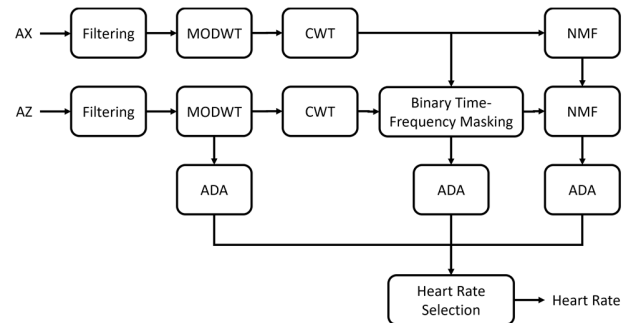 AX
Filtering
MODWT
CWT
NMF
AZ
Filtering
MODWT
CWT
Binary Time-
Frequency Masking
NMF
ADA
ADA
ADA
Heart Rate
Selection
Heart Rate